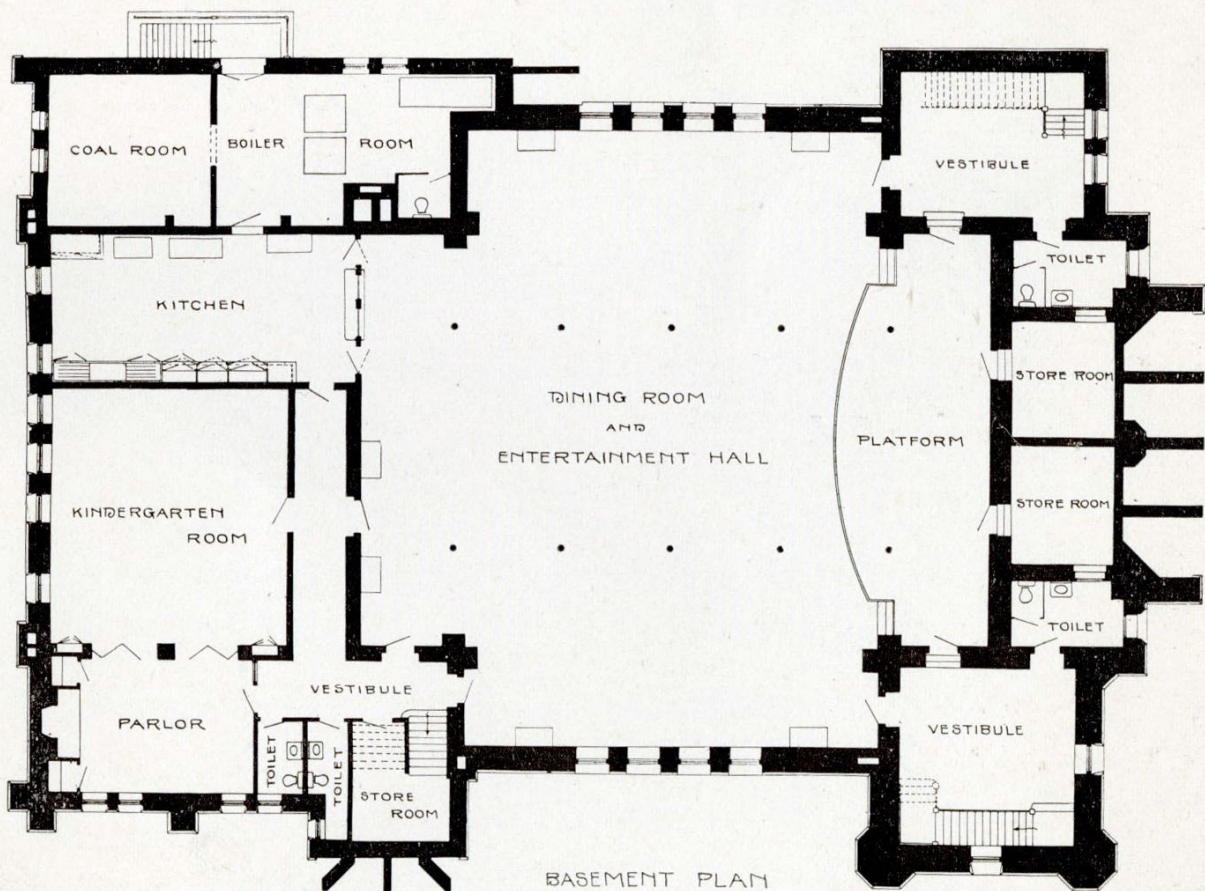 COAL ROOM
BOILER ROOM
VESTIBULE
TOILET
KITCHEN
STORE ROOM
DINING ROOM
AND
ENTERTAINMENT HALL
PLATFORM
KINDERGARTEN
ROOM
STORE ROOM
TOILET
VESTIBULE
PARLOR
VESTIBULE
TOILET
TOILET
STORE
ROOM
BASEMENT PLAN